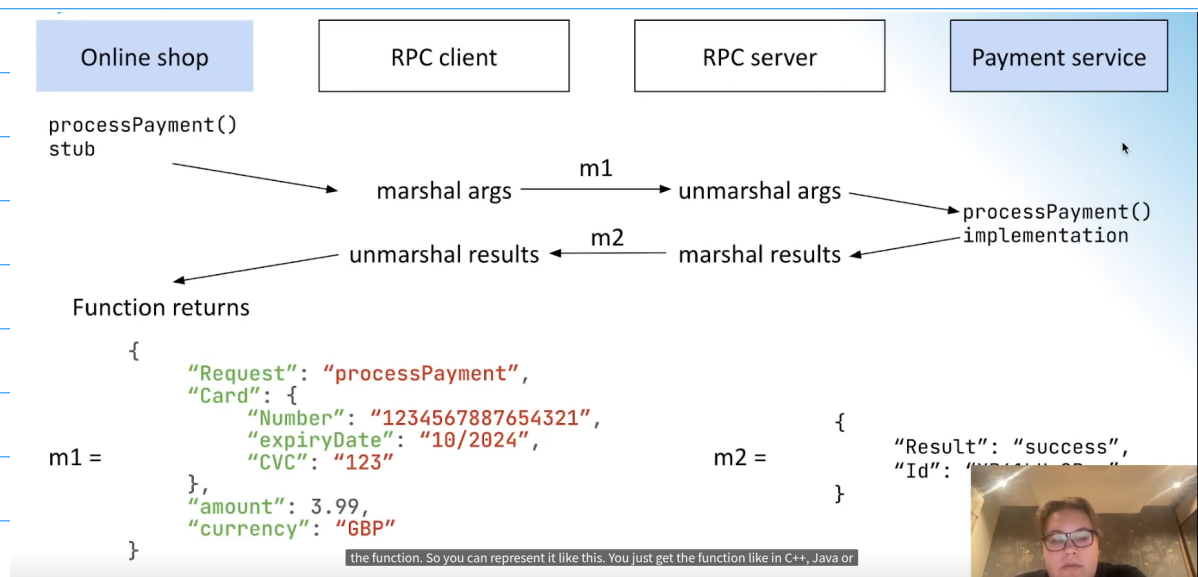 Online shop
RPC client
RPC server
Payment service
processPayment()
stub
m1
marshal args
unmarshal args
processPayment()
implementation
m2
unmarshal results
marshal results
Function returns
m1 =
{
"Request": "processPayment",
"Card": {
"Number": "1234567887654321",
"expiryDate": "10/2024",
"CVC": "123"
},
"amount": 3.99,
"currency": "GBP"
}
m2 =
{
"Result": "success",
"Id":
}
the function. So you can represent it like this. You just get the function like in C++, Java or